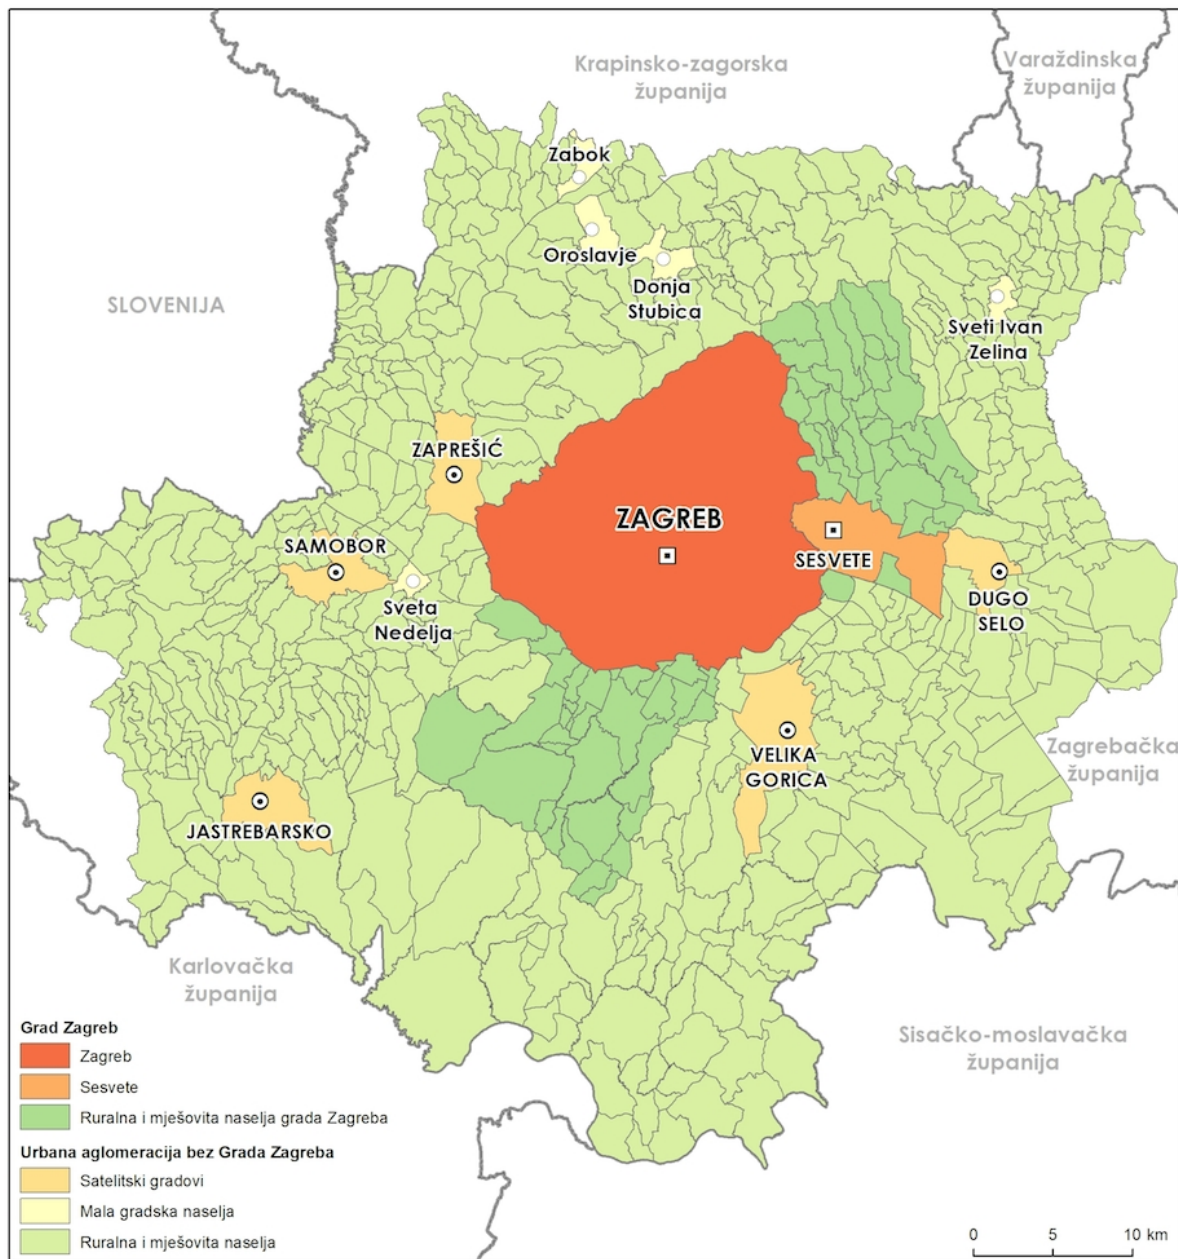 Krapinsko-zagorska
županija
Varaždinska
županija
Zabok
Oroslavje
Donja
Stubica
SLOVENIJA
Sveti Ivan
Zelina
ZAPREŠIĆ
ZAGREB
SAMOBOR
SESVETE
Sveta
Nedelja
DUGO
SELO
VELIKA
GORICA
Zagrebačka
županija
JASTREBARSKO
Karlovačka
županija
Sisačko-moslavačka
županija
Grad Zagreb
Zagreb
Sesvete
Ruralna i mješovita naselja grada Zagreba
Urbana aglomeracija bez Grada Zagreba
Satelitski gradovi
Mala gradska naselja
Ruralna i mješovita naselja
0 5 10 km